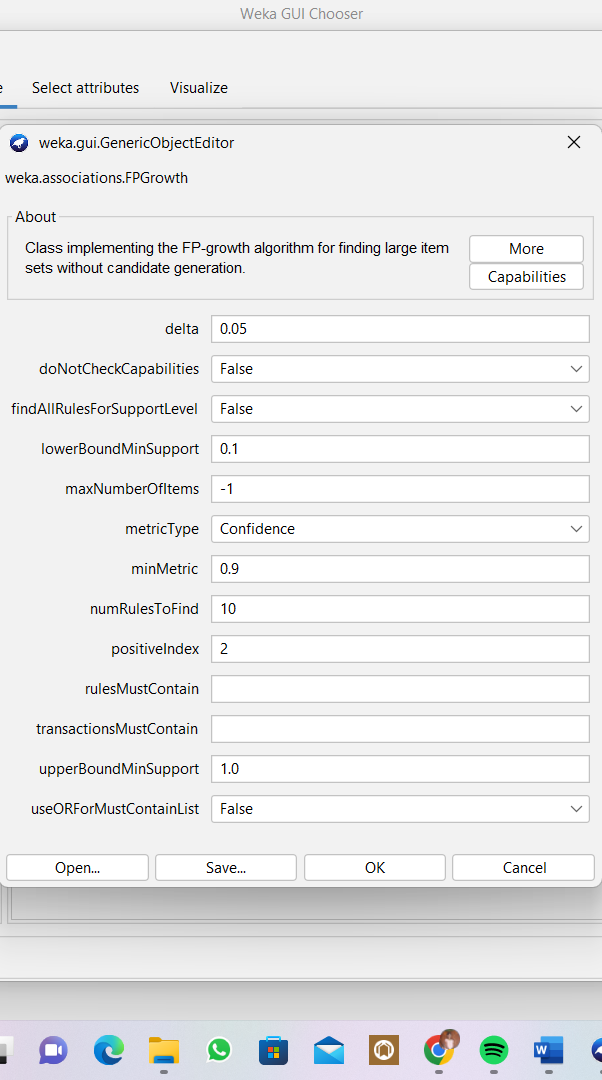 Weka GUI Chooser
Select attributes Visualize
weka.gui.GenericObjectEditor
weka.associations.FPGrowth
About
Class implementing the FP-growth algorithm for finding large item
sets without candidate generation.
More
Capabilities
delta 0.05
doNotCheckCapabilities False
findAllRulesForSupportLevel False
lowerBoundMinSupport 0.1
maxNumberOfItems -1
metricType Confidence
minMetric 0.9
numRulesToFind 10
positiveIndex 2
rulesMustContain
transactionsMustContain
upperBoundMinSupport 1.0
useORForMustContainList False
Open... Save... OK Cancel